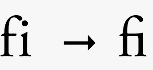 fi → ﬁ